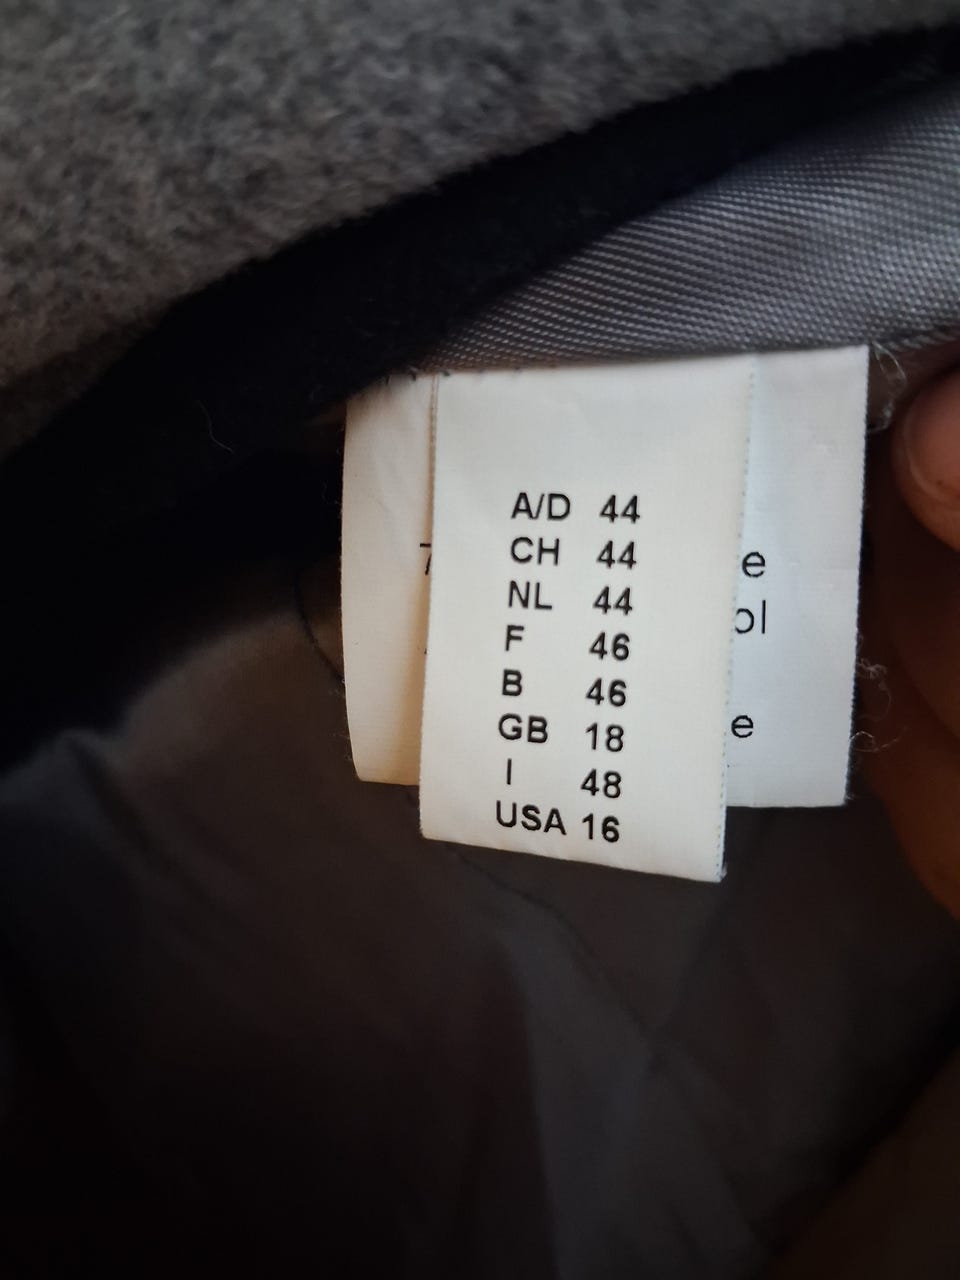 A/D 44
CH 44
NL 44
F 46
B 46
GB 18
I 48
USA 16